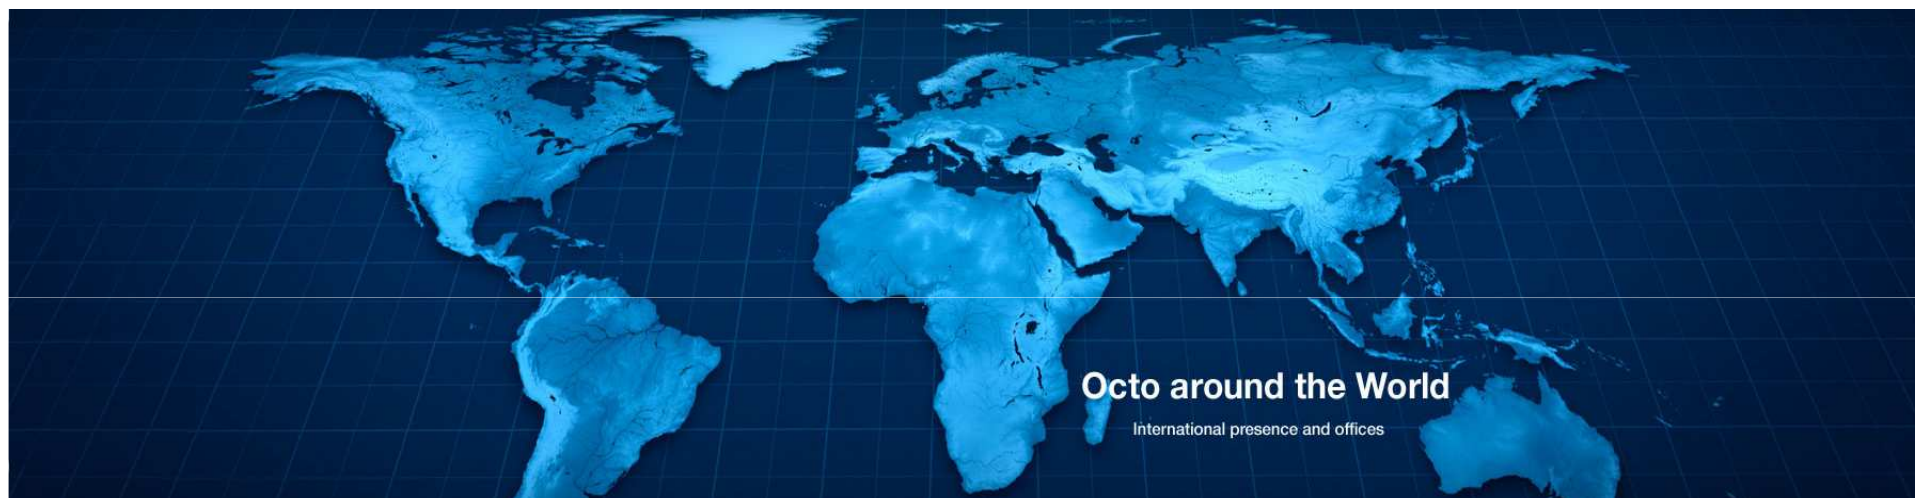 Octo around the World
International presence and offices